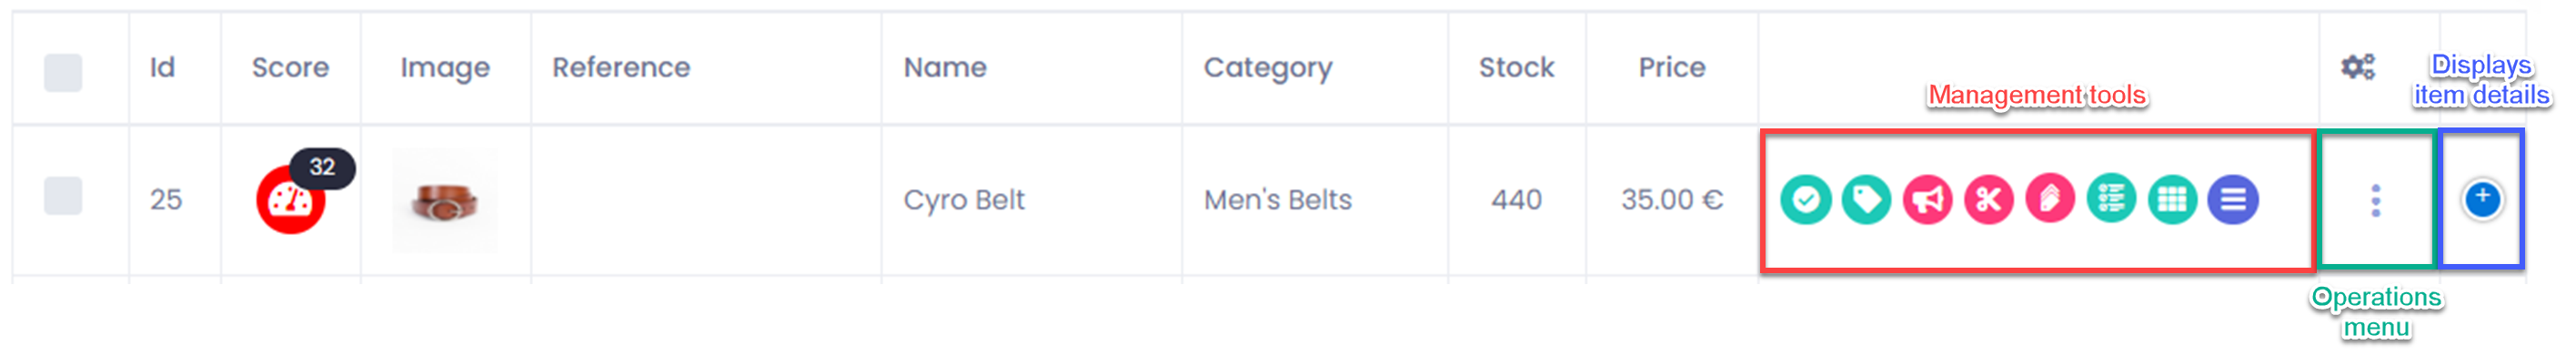 Id Score Image Reference Name Category Stock Price
Management tools
Displays
item details
32
25 Cyro Belt Men's Belts 440 35.00 €
Operations
menu